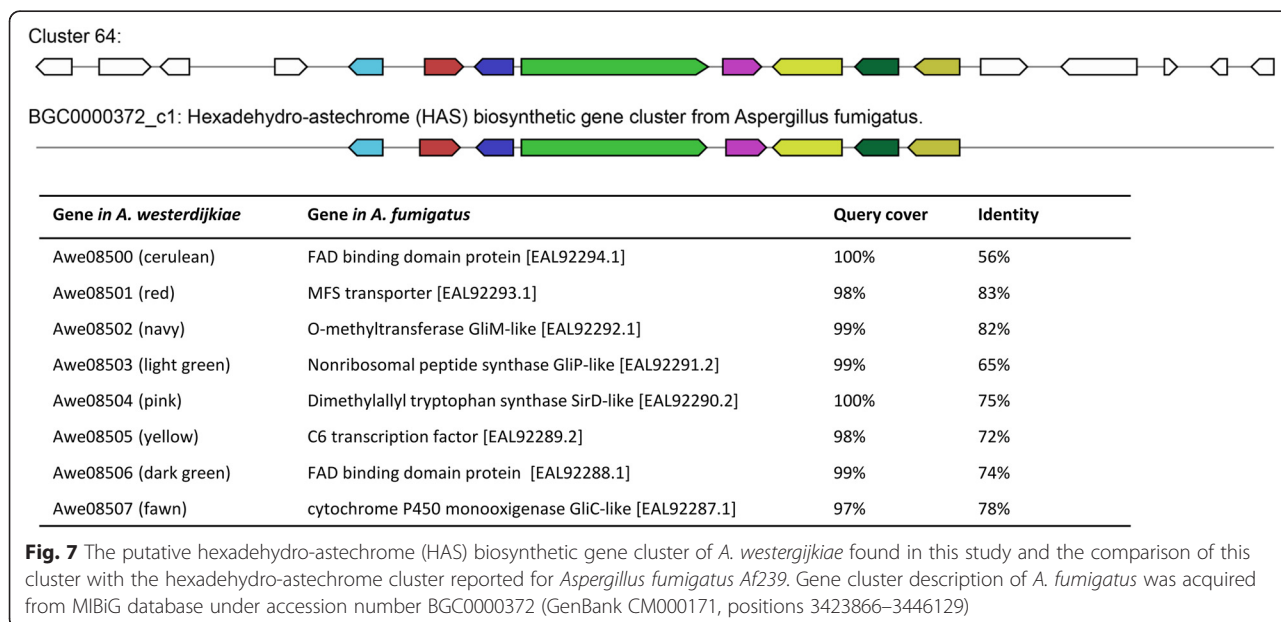 Cluster 64:
BGC0000372_c1: Hexadehydro-astechrome (HAS) biosynthetic gene cluster from Aspergillus fumigatus.
Gene in A. westerdijkiae Gene in A. fumigatus Query cover Identity
Awe08500 (cerulean) FAD binding domain protein [EAL92294.1] 100% 56%
Awe08501 (red) MFS transporter [EAL92293.1] 98% 83%
Awe08502 (navy) O-methyltransferase GliM-like [EAL92292.1] 99% 82%
Awe08503 (light green) Nonribosomal peptide synthase GliP-like [EAL92291.2] 99% 65%
Awe08504 (pink) Dimethylallyl tryptophan synthase SirD-like [EAL92290.2] 100% 75%
Awe08505 (yellow) C6 transcription factor [EAL92289.2] 98% 72%
Awe08506 (dark green) FAD binding domain protein [EAL92288.1] 99% 74%
Awe08507 (fawn) cytochrome P450 monooxigenase GliC-like [EAL92287.1] 97% 78%
Fig. 7 The putative hexadehydro-astechrome (HAS) biosynthetic gene cluster of A. westergijkiae found in this study and the comparison of this
cluster with the hexadehydro-astechrome cluster reported for Aspergillus fumigatus Af239. Gene cluster description of A. fumigatus was acquired
from MIBiG database under accession number BGC0000372 (GenBank CM000171, positions 3423866–3446129)